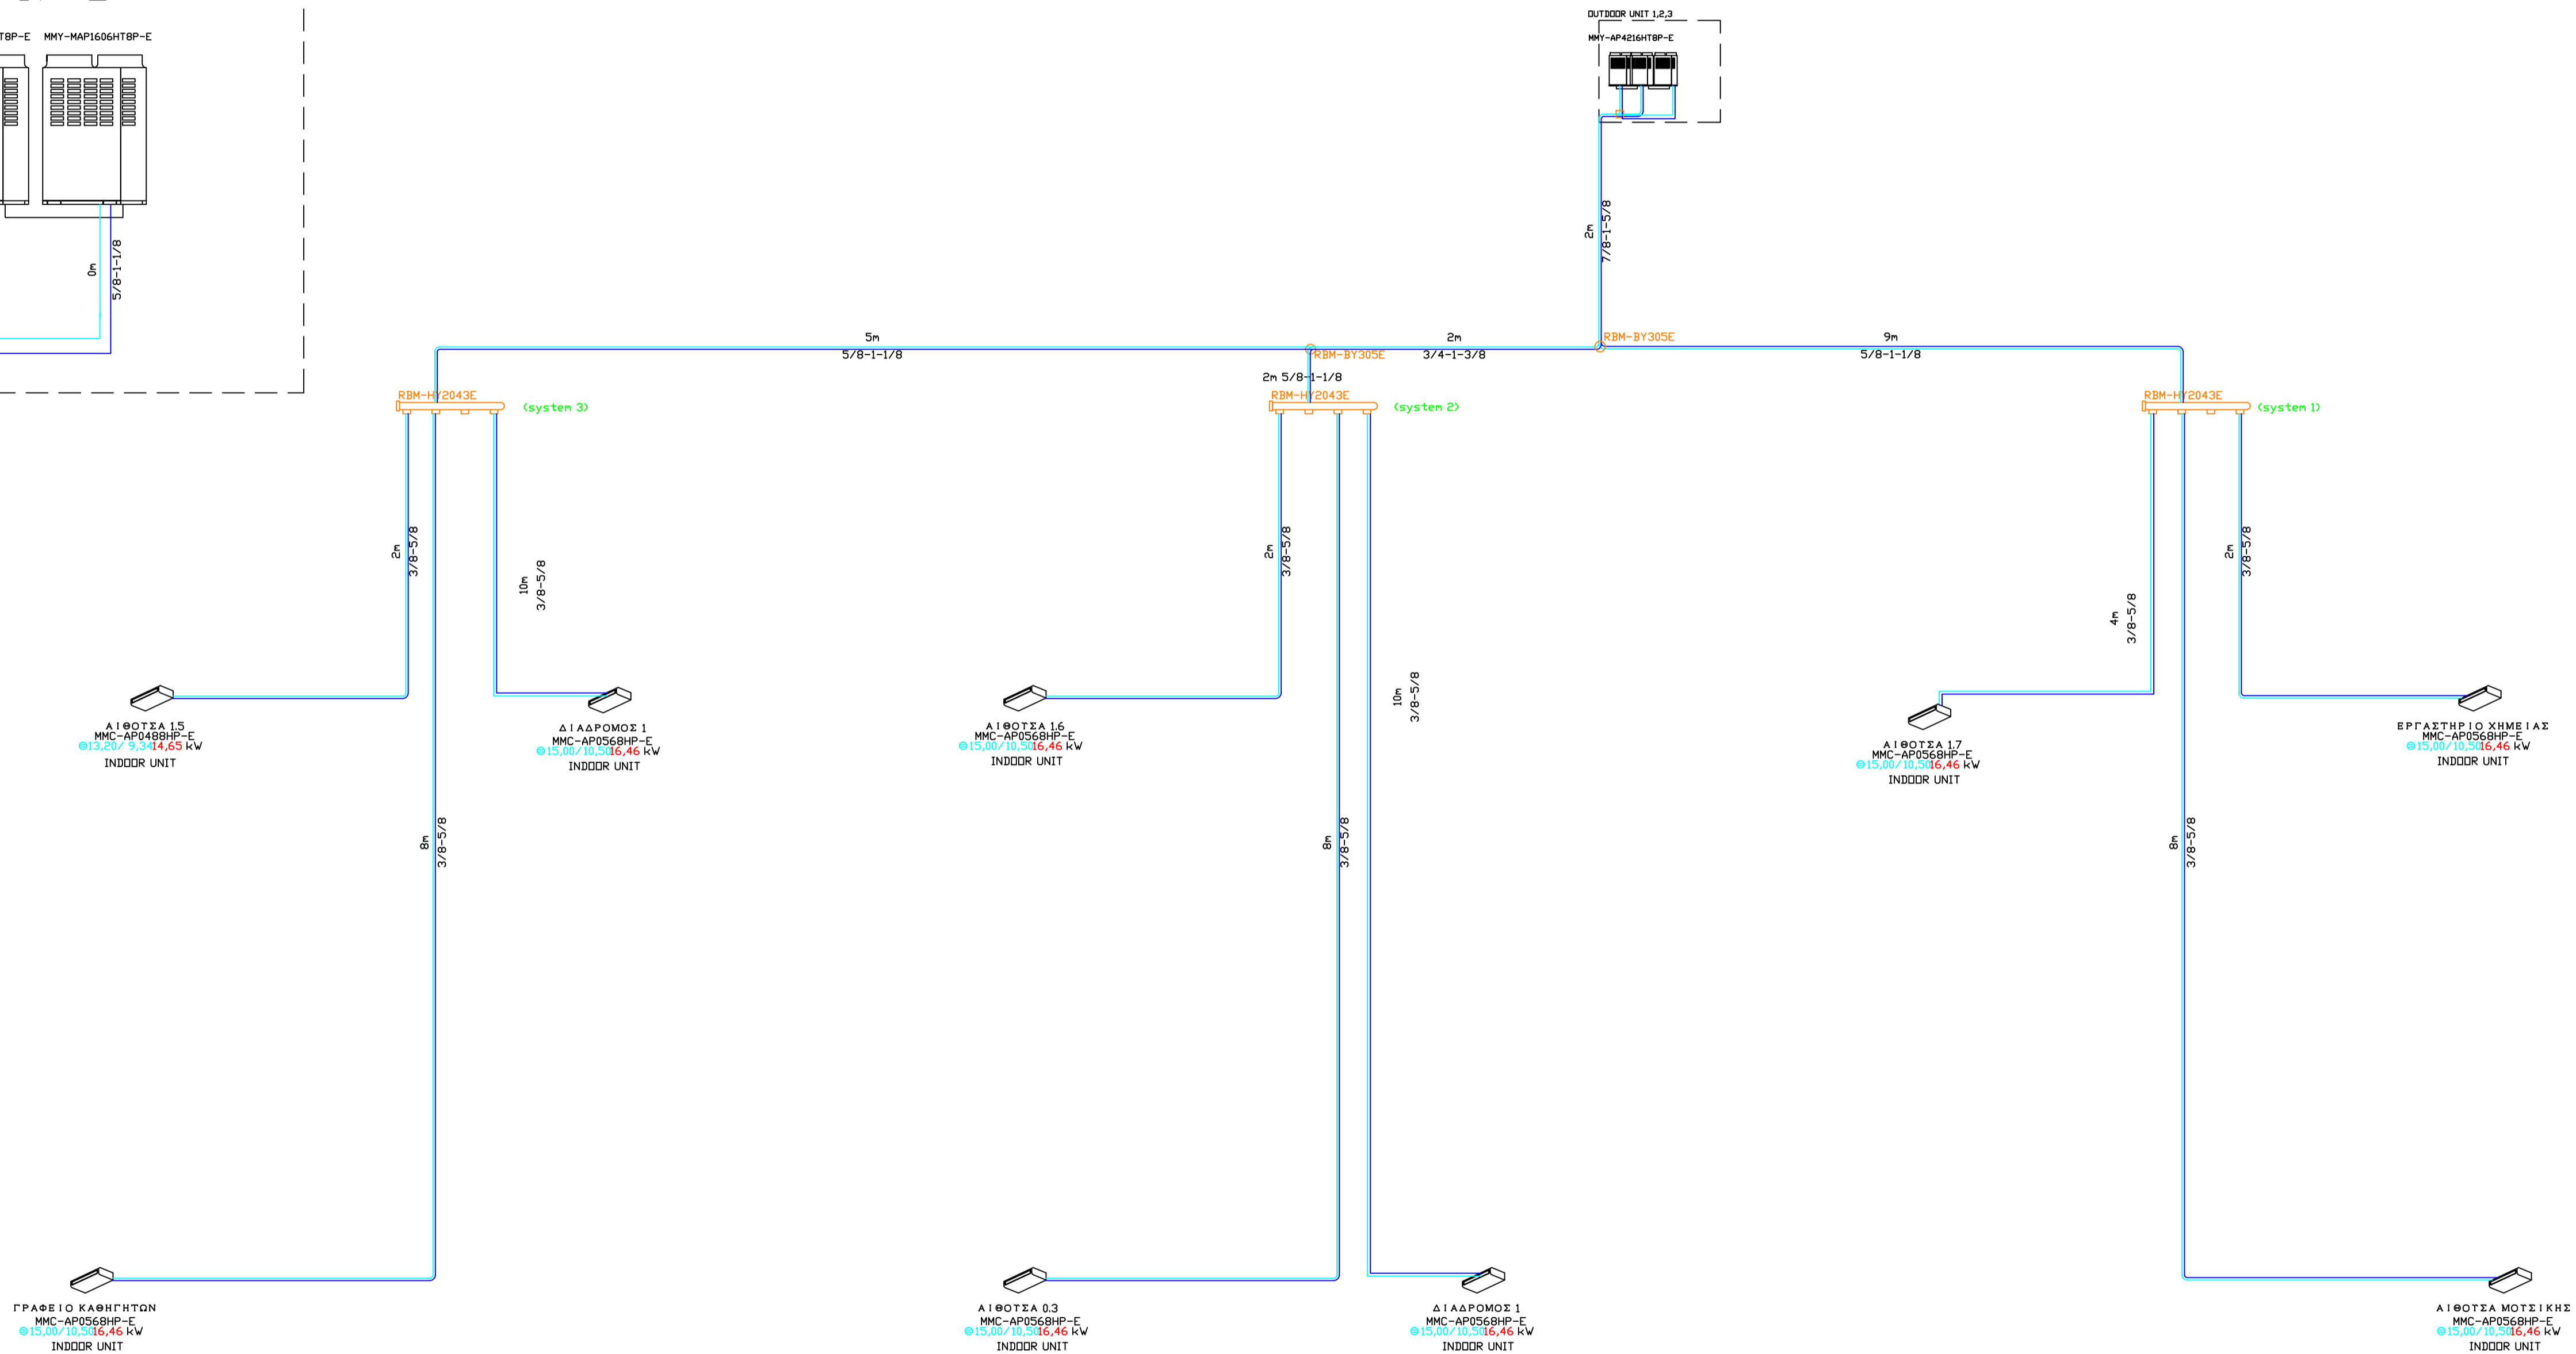 T8P-E MMY-MAP1606HT8P-E
0m
5/8-1-1/8
OUTDOOR UNIT 1,2,3
MMY-AP4216HT8P-E
2m
7/8-1-5/8
5m
5/8-1-1/8
2m
3/4-1-3/8
RBM-BY305E
9m
5/8-1-1/8
RBM-BY305E
2m 5/8-1-1/8
RBM-HY2043E
(system 3)
RBM-HY2043E
(system 2)
RBM-HY2043E
(system 1)
2m
3/8-5/8
10m
3/8-5/8
2m
3/8-5/8
10m
3/8-5/8
4m
3/8-5/8
2m
3/8-5/8
ΑΙΘΟΤΣΑ 1.5
MMC-AP0488HP-E
13,20/ 9,34 14,65 kW
INDOOR UNIT
ΔΙΑΔΡΟΜΟΣ 1
MMC-AP0568HP-E
15,00/10,50 16,46 kW
INDOOR UNIT
ΑΙΘΟΤΣΑ 1.6
MMC-AP0568HP-E
15,00/10,50 16,46 kW
INDOOR UNIT
ΑΙΘΟΤΣΑ 1.7
MMC-AP0568HP-E
15,00/10,50 16,46 kW
INDOOR UNIT
ΕΡΓΑΣΤΗΡΙΟ ΧΗΜΕΙΑΣ
MMC-AP0568HP-E
15,00/10,50 16,46 kW
INDOOR UNIT
8m
3/8-5/8
8m
3/8-5/8
8m
3/8-5/8
ΓΡΑΦΕΙΟ ΚΑΘΗΓΗΤΩΝ
MMC-AP0568HP-E
15,00/10,50 16,46 kW
INDOOR UNIT
ΑΙΘΟΤΣΑ 0.3
MMC-AP0568HP-E
15,00/10,50 16,46 kW
INDOOR UNIT
ΔΙΑΔΡΟΜΟΣ 1
MMC-AP0568HP-E
15,00/10,50 16,46 kW
INDOOR UNIT
ΑΙΘΟΤΣΑ ΜΟΤΣΙΚΗΣ
MMC-AP0568HP-E
15,00/10,50 16,46 kW
INDOOR UNIT